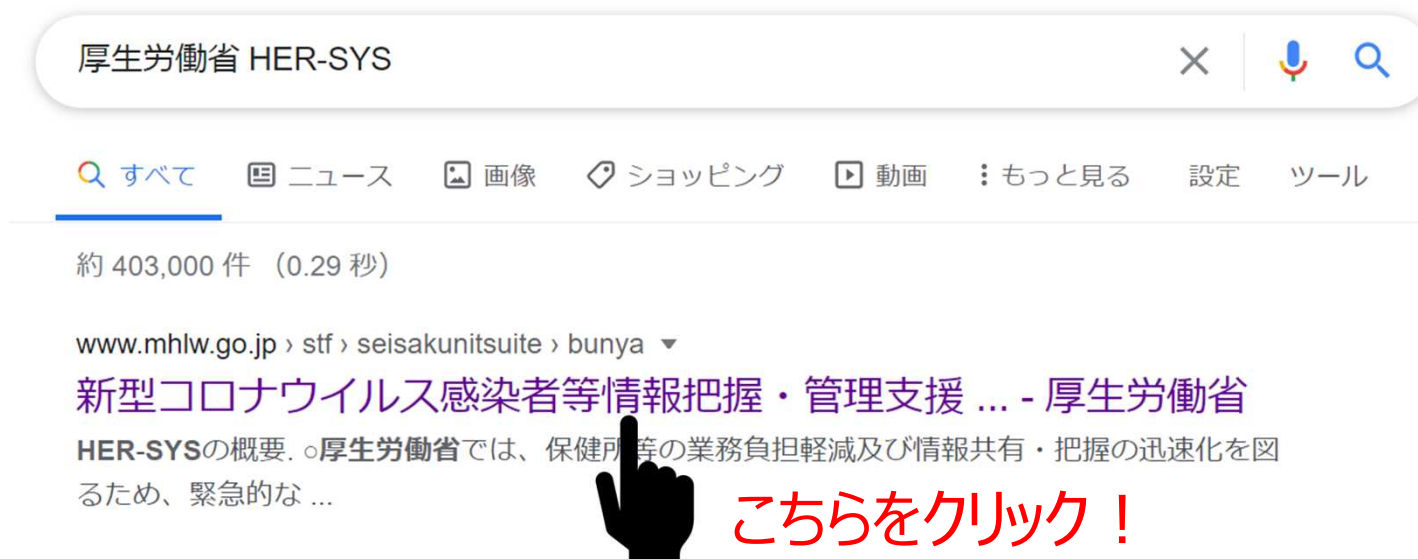 厚生労働省 HER-SYS
すべて ニュース 画像 ショッピング 動画 もっと見る 設定 ツール
約 403,000 件 （0.29 秒）
www.mhlw.go.jp › stf › seisakunitsuite › bunya
新型コロナウイルス感染者等情報把握・管理支援 ... - 厚生労働省
HER-SYSの概要. ○厚生労働省では、保健所等の業務負担軽減及び情報共有・把握の迅速化を図
るため、緊急的な ...
こちらをクリック！